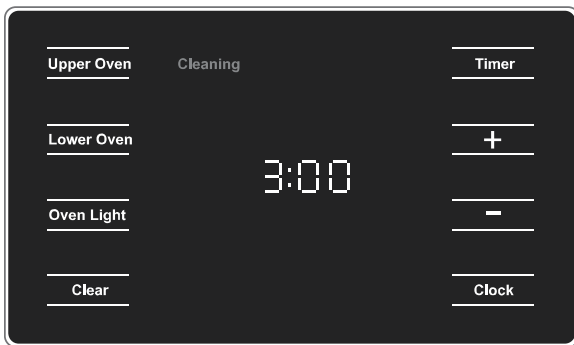 Upper Oven
Cleaning
Timer
Lower Oven
+
3:00
Oven Light
-
Clear
Clock